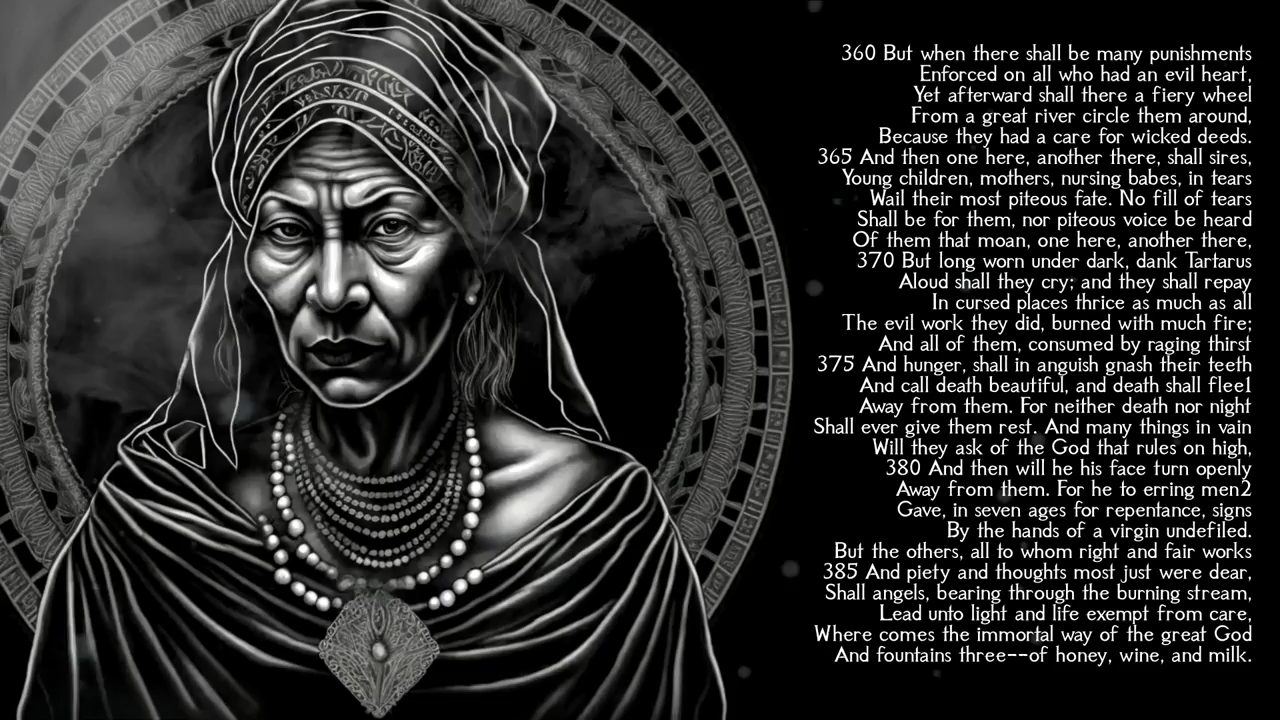 360 But when there shall be many punishments
Enforced on all who had an evil heart,
Yet afterward shall there a fiery wheel
From a great river circle them around,
Because they had a care for wicked deeds.
365 And then one here, another there, shall sires,
Young children, mothers, nursing babes, in tears
Wail their most piteous fate. No fill of tears
Shall be for them, nor piteous voice be heard
Of them that moan, one here, another there,
370 But long worn under dark, dank Tartarus
Aloud shall they cry; and they shall repay
In cursed places thrice as much as all
The evil work they did, burned with much fire;
And all of them, consumed by raging thirst
375 And hunger, shall in anguish gnash their teeth
And call death beautiful, and death shall flee1
Away from them. For neither death nor night
Shall ever give them rest. And many things in vain
Will they ask of the God that rules on high,
380 And then will he his face turn openly
Away from them. For he to erring men2
Gave, in seven ages for repentance, signs
By the hands of a virgin undefiled.
But the others, all to whom right and fair works
385 And piety and thoughts most just were dear,
Shall angels, bearing through the burning stream,
Lead unto light and life exempt from care,
Where comes the immortal way of the great God
And fountains three--of honey, wine, and milk.